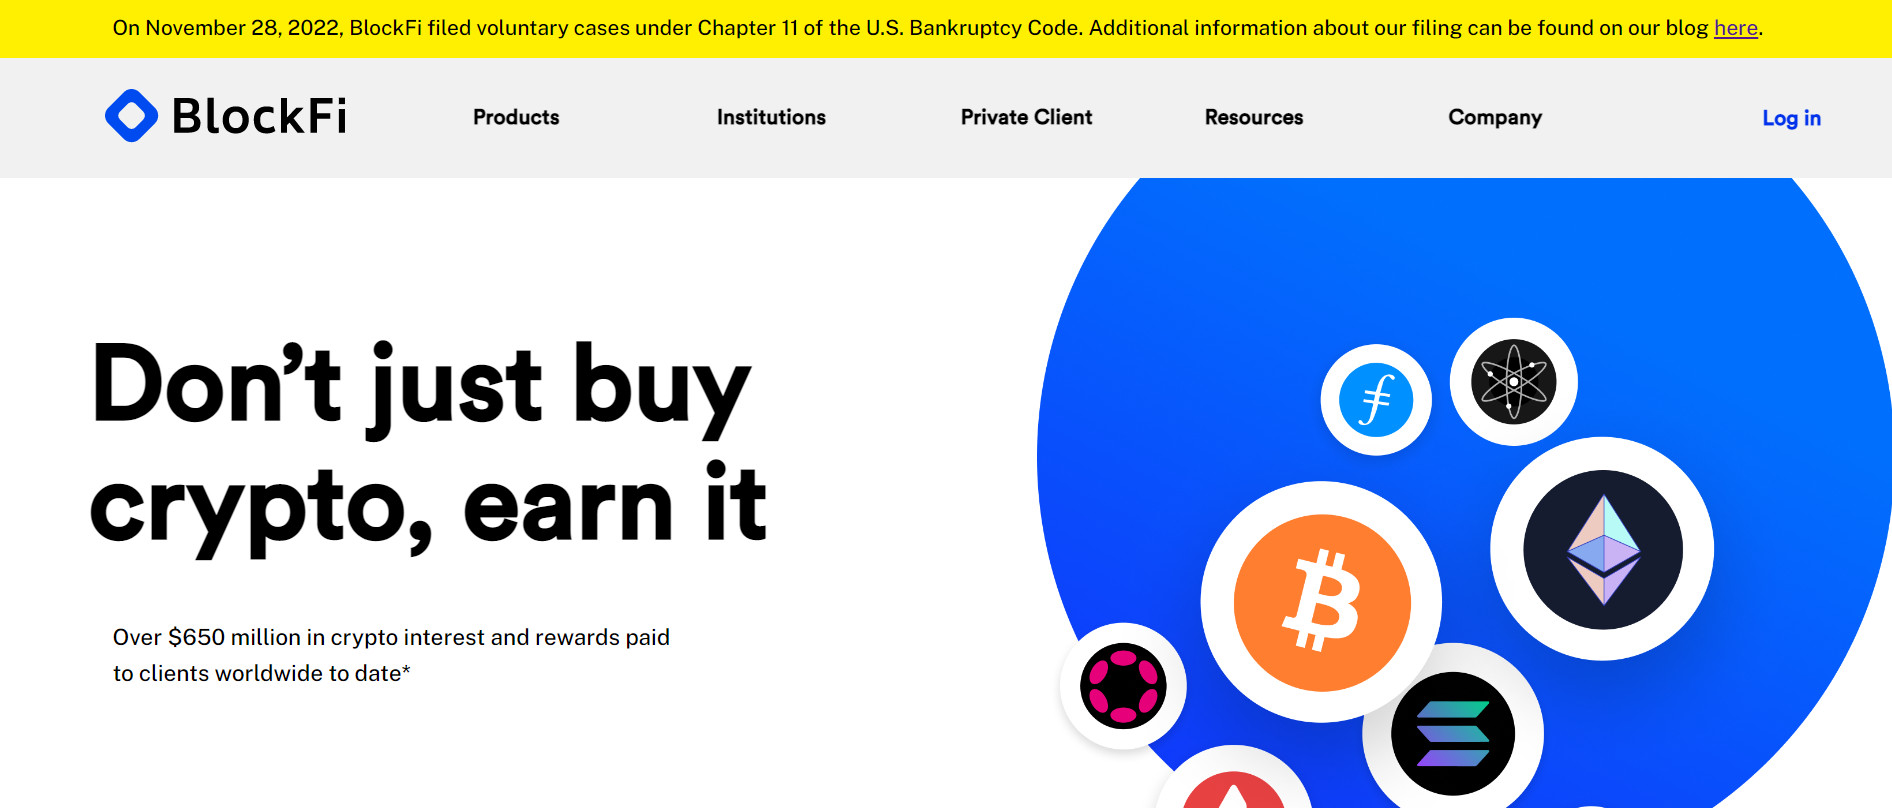 On November 28, 2022, BlockFi filed voluntary cases under Chapter 11 of the U.S. Bankruptcy Code. Additional information about our filing can be found on our blog here.
BlockFi
Products
Institutions
Private Client
Resources
Company
Log in
Don’t just buy
crypto, earn it
Over $650 million in crypto interest and rewards paid
to clients worldwide to date*